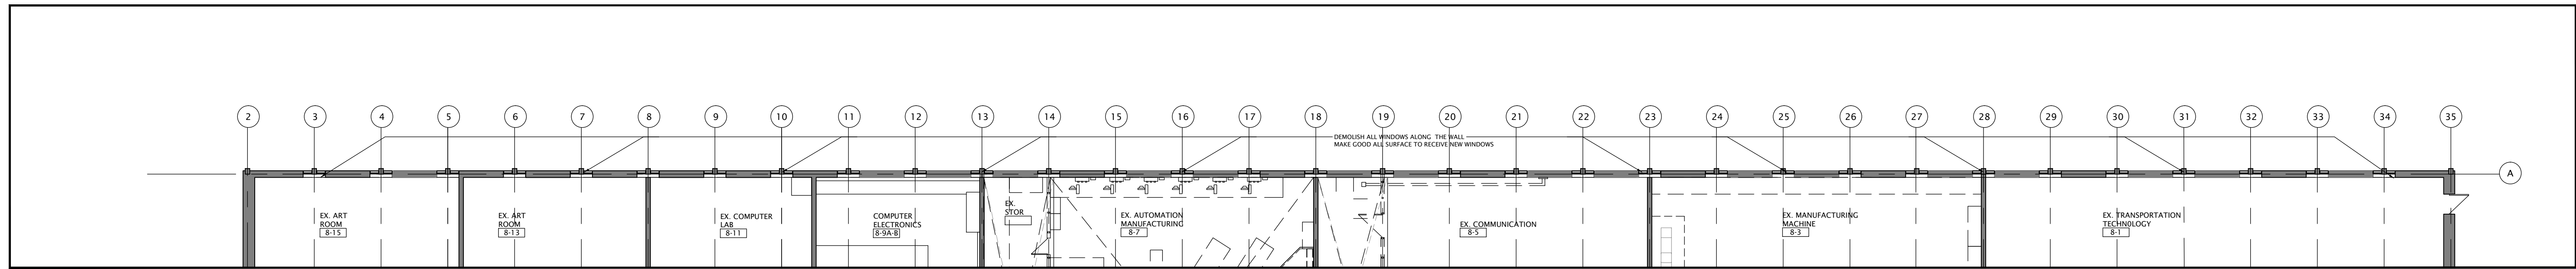 2
3
4
5
6
7
8
9
10
11
12
13
14
15
16
17
18
19
20
21
22
23
24
25
26
27
28
29
30
31
32
33
34
35
DEMOLISH ALL WINDOWS ALONG THE WALL
MAKE GOOD ALL SURFACE TO RECEIVE NEW WINDOWS
A
EX. ART
ROOM
8-15
EX. ART
ROOM
8-13
EX. COMPUTER
LAB
8-11
COMPUTER
ELECTRONICS
8-9A-B
EX.
STOR
EX. AUTOMATION
MANUFACTURING
8-7
EX. COMMUNICATION
8-5
EX. MANUFACTURING
MACHINE
8-3
EX. TRANSPORTATION
TECHNOLOGY
8-1